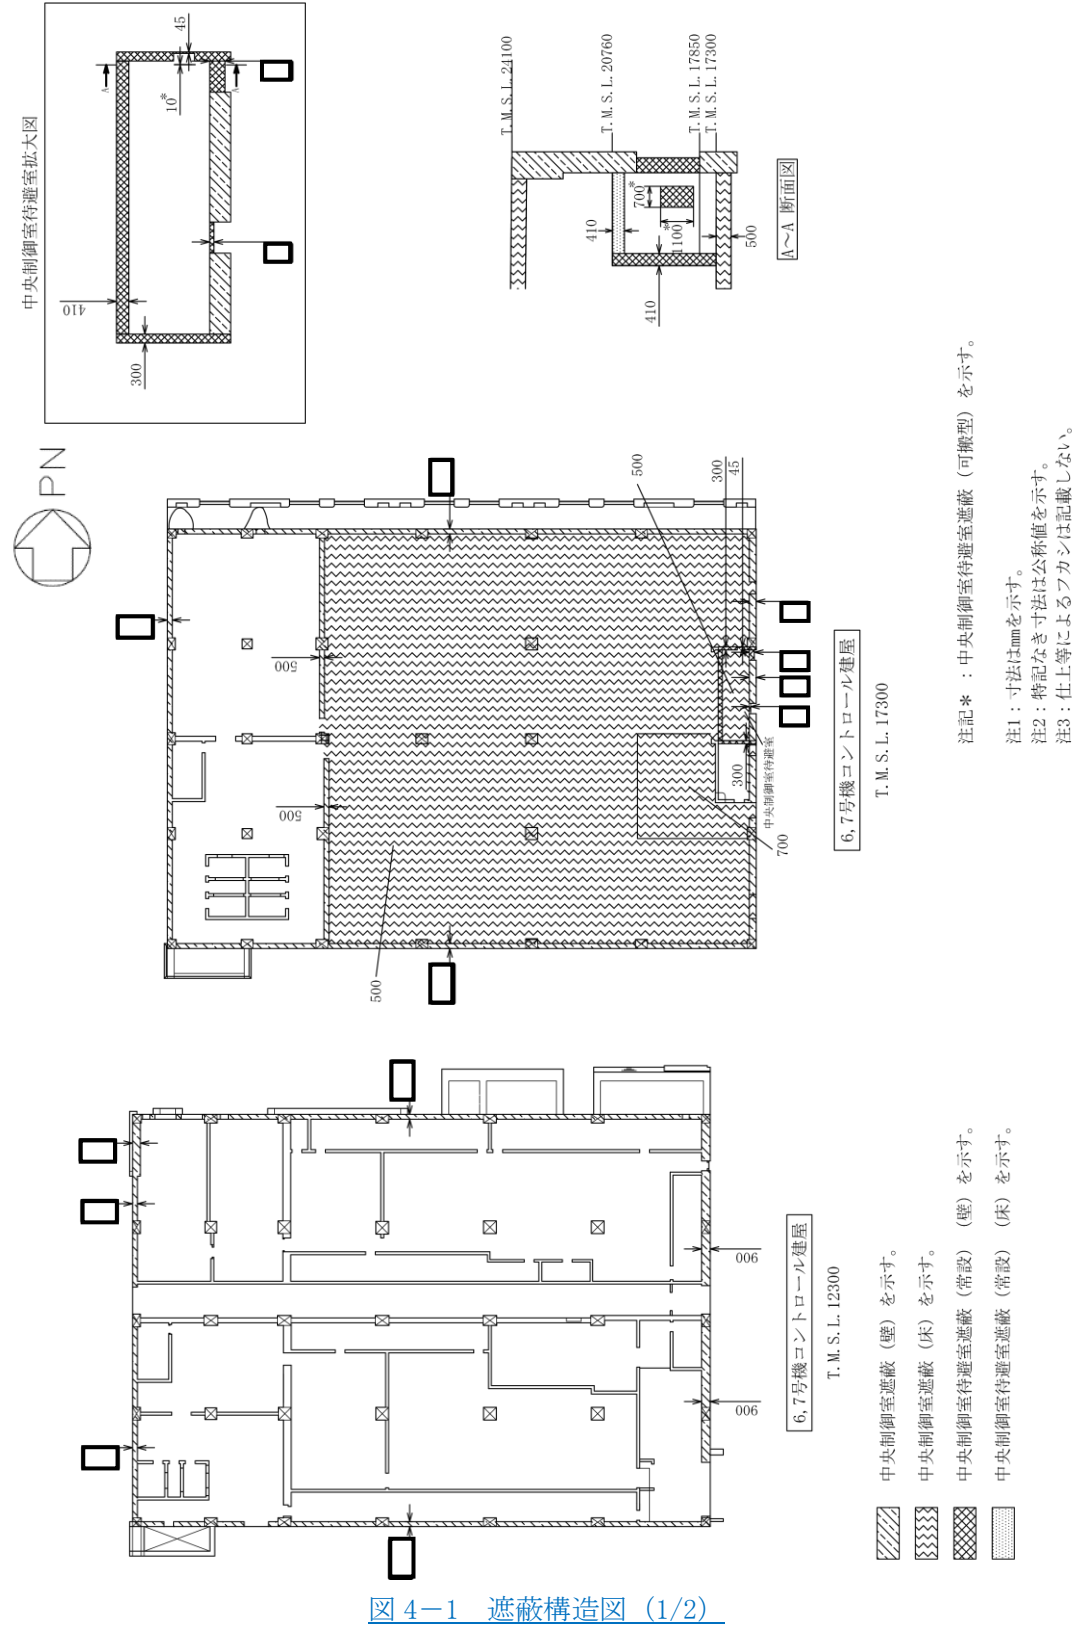 中央制御室待避室拡大図
45
10*
A
A
410
300
T.M.S.L.24100
T.M.S.L.20760
T.M.S.L.17850
T.M.S.L.17300
700*
1100*
410
500
410
A～A 断面図
PN
500
300
45
500
500
300
中央制御室待避室
700
500
6,7号機コントロール建屋
T.M.S.L.17300
注記＊：中央制御室待避室遮蔽（可搬型）を示す。
注1：寸法はmmを示す。
注2：特記なき寸法は公称値を示す。
注3：仕上等によるフカシは記載しない。
900
900
6,7号機コントロール建屋
T.M.S.L.12300
中央制御室遮蔽（壁）を示す。
中央制御室遮蔽（床）を示す。
中央制御室待避室遮蔽（常設）（壁）を示す。
中央制御室待避室遮蔽（常設）（床）を示す。
図 4－1　遮蔽構造図（1/2）